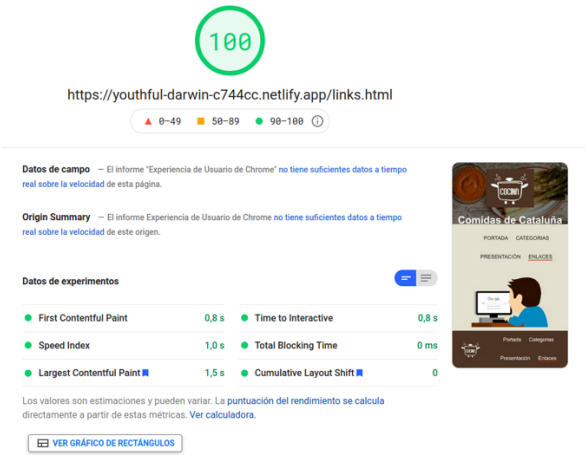 100
https://youthful-darwin-c744cc.netlify.app/links.html
0–49 50–89 90–100
Datos de campo — El informe "Experiencia de Usuario de Chrome" no tiene suficientes datos a tiempo
real sobre la velocidad de esta página.
Origin Summary — El informe Experiencia de Usuario de Chrome no tiene suficientes datos a tiempo
real sobre la velocidad de este origen.
Datos de experimentos
First Contentful Paint 0,8 s
Time to Interactive 0,8 s
Speed Index 1,0 s
Total Blocking Time 0 ms
Largest Contentful Paint 1,5 s
Cumulative Layout Shift 0
Los valores son estimaciones y pueden variar. La puntuación del rendimiento se calcula
directamente a partir de estas métricas. Ver calculadora.
VER GRÁFICO DE RECTÁNGULOS
COCINA
Comidas de Cataluña
PORTADA CATEGORIAS
PRESENTACIÓN ENLACES
Google
Portada Categorias
Presentación Enlaces